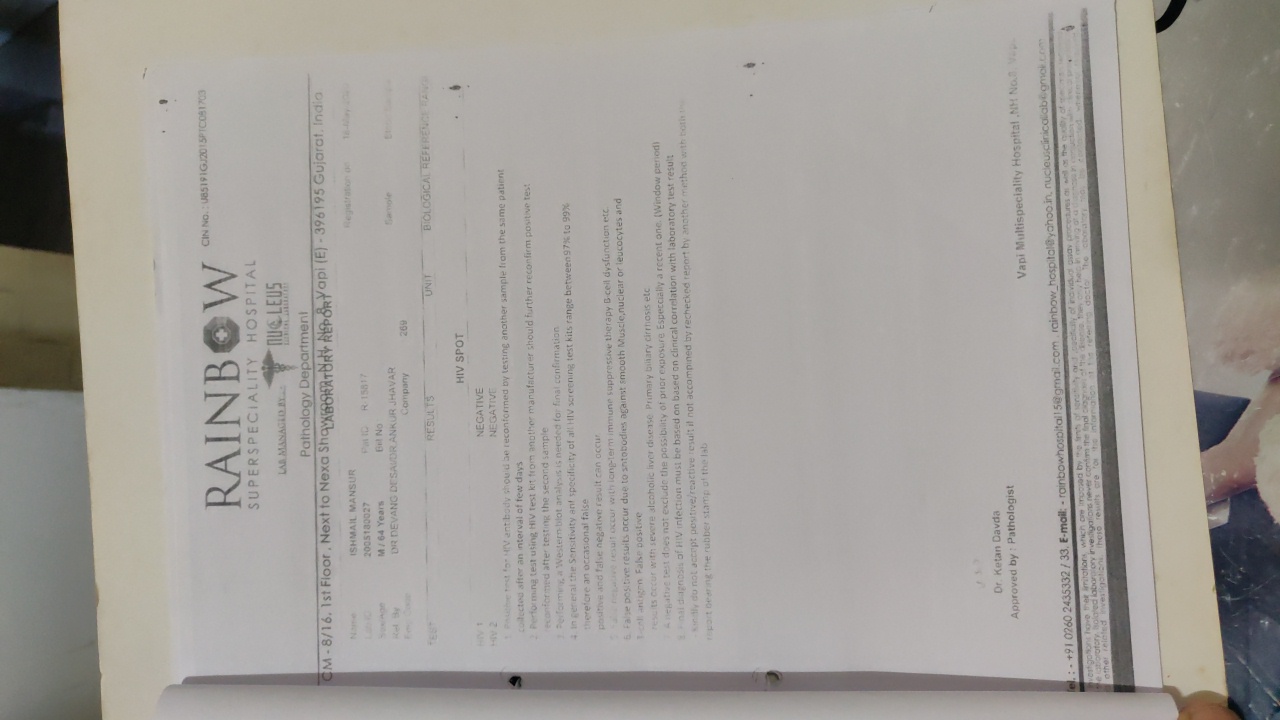 CIN No. : U85191GJ2015PTC081703
RAINBOW
SUPERSPECIALITY HOSPITAL
LAB MANAGED BY : -
NUCLEUS
Pathology Department
CM - 8/16, 1st Floor , Next to Nexa Showroom, N.H. No. 8, Vapi (E) - 396195 Gujarat. India
LABORATORY REPORT
Name ISHMAIL MANSUR Registration on 18-May-
Lab ID 2005180027 Pat ID R-15817
Sex/Age M / 64 Years Bill No
Ref. By DR DEVANG DESAI/DR ANKUR JHAVAR Sample
Company 269
TEST RESULTS UNIT BIOLOGICAL REFERENCE RANGE
HIV SPOT
HIV 1 NEGATIVE
HIV 2 NEGATIVE
1. Positive test for HIV antibody should be reconformed by testing another sample from the same patient
collected after an interval of few days
2. Performing test using HIV Test kit from another manufacturer should further reconfirm positive test
reconformed after testing the second sample
3. Performing a Western blot analysis is needed for final confirmation
4. In general the Sensitivity anf specificity of all HIV screening test kits range between 97% to 99%
therefore an occasional false
positive and false negative result can occur
5. False negative result occur with long-term immune suppressive therapy B-cell dysfunction etc.
6. False positive results occur due to sntobodies against smooth Muscle,nuclear or leucocytes and
T-cell antigen. False positive
results occur with severe alcoholic liver disease. Primary biliary cirrhosis etc
7. A negative test does not exclude the possibility of prior exposure. Especially a recent one. (Window period)
8. Final diagnosis of HIV infection must be based on based on clinical correlation with laboratory test result
- Kindly do not accept positive/reactive result if not accompined by rechecked report by another method with both the
report bearing the rubber stamp of the lab
Dr. Ketan Davda
Approved by : Pathologist
Vapi Multispeciality Hospital ,NH No.8, Vapi
Tel. : - +91 0260 2435332 / 33, E-mail: - rainbowhospital15@gmail.com , rainbow_hospital@yahoo.in, nucleusclinicallab@gmail.com
Investigations have their limitations, which are imposed by the limits of sensitivity and specificity of individual assay procedures as well as the quality of
the laboratory. Isolated laboratory investigations never confirm the final diagnosis of the disease, they only help in arriving at a diagnosis in conjuction with clinical
other related investigations. These results are for the information of the referring doctor. The laboratory